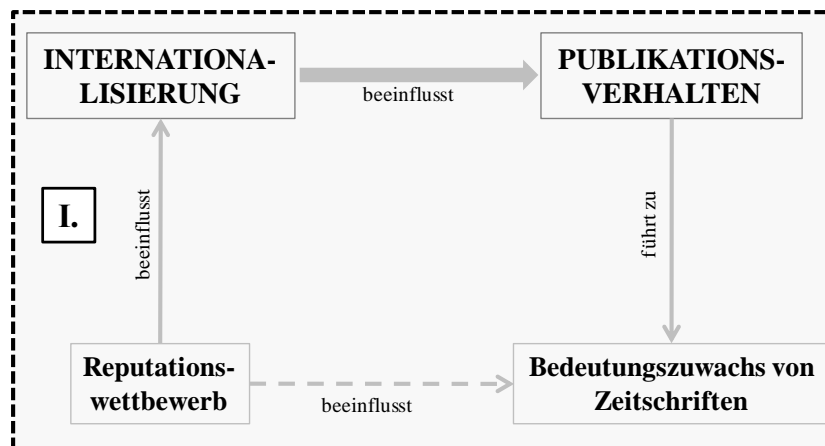 INTERNATIONA-
LISIERUNG
beeinflusst
PUBLIKATIONS-
VERHALTEN
beeinflusst
I.
führt zu
Reputations-
wettbewerb
beeinflusst
Bedeutungszuwachs von
Zeitschriften